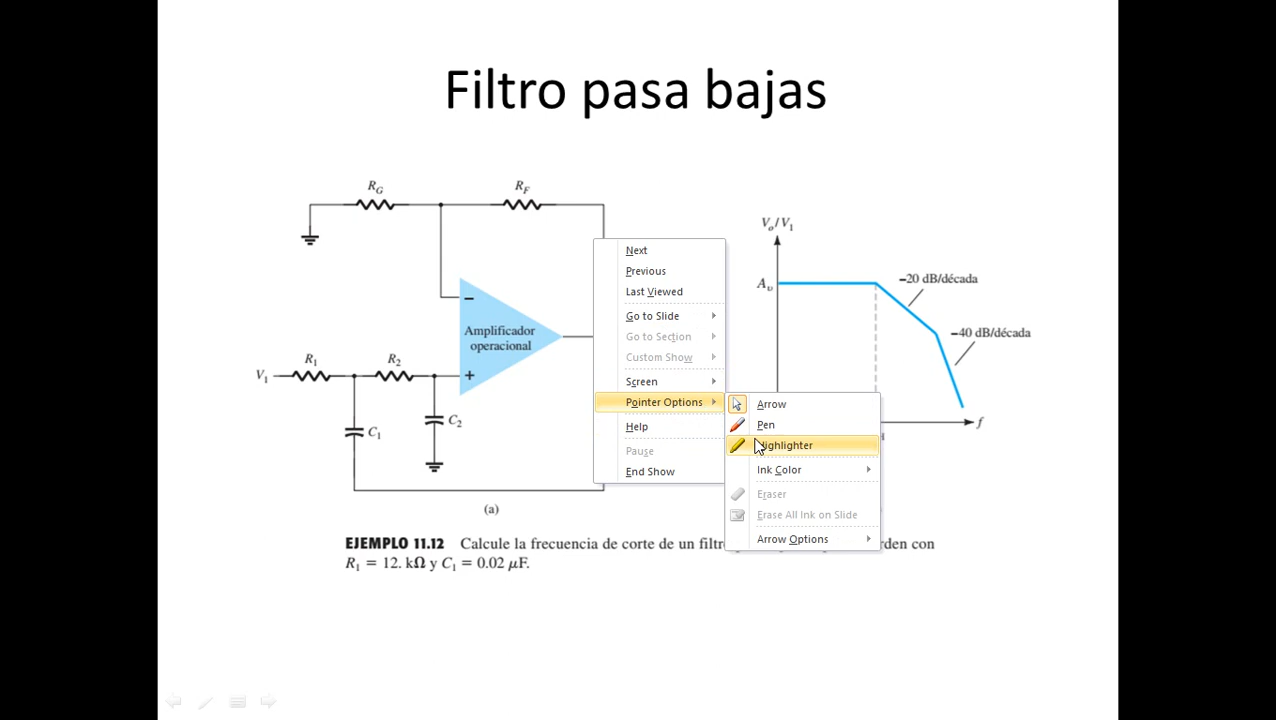 Filtro pasa bajas
R_G
R_F
Amplificador
operacional
−
+
V_1
R_1
R_2
C_1
C_2
(a)
Next
Previous
Last Viewed
Go to Slide
Go to Section
Custom Show
Screen
Pointer Options
Help
Pause
End Show
Arrow
Pen
Highlighter
Ink Color
Eraser
Erase All Ink on Slide
Arrow Options
V_o/V_1
A_υ
−20 dB/década
−40 dB/década
f
EJEMPLO 11.12 Calcule la frecuencia de corte de un filtr
R_1 = 12. kΩ y C_1 = 0.02 μF.